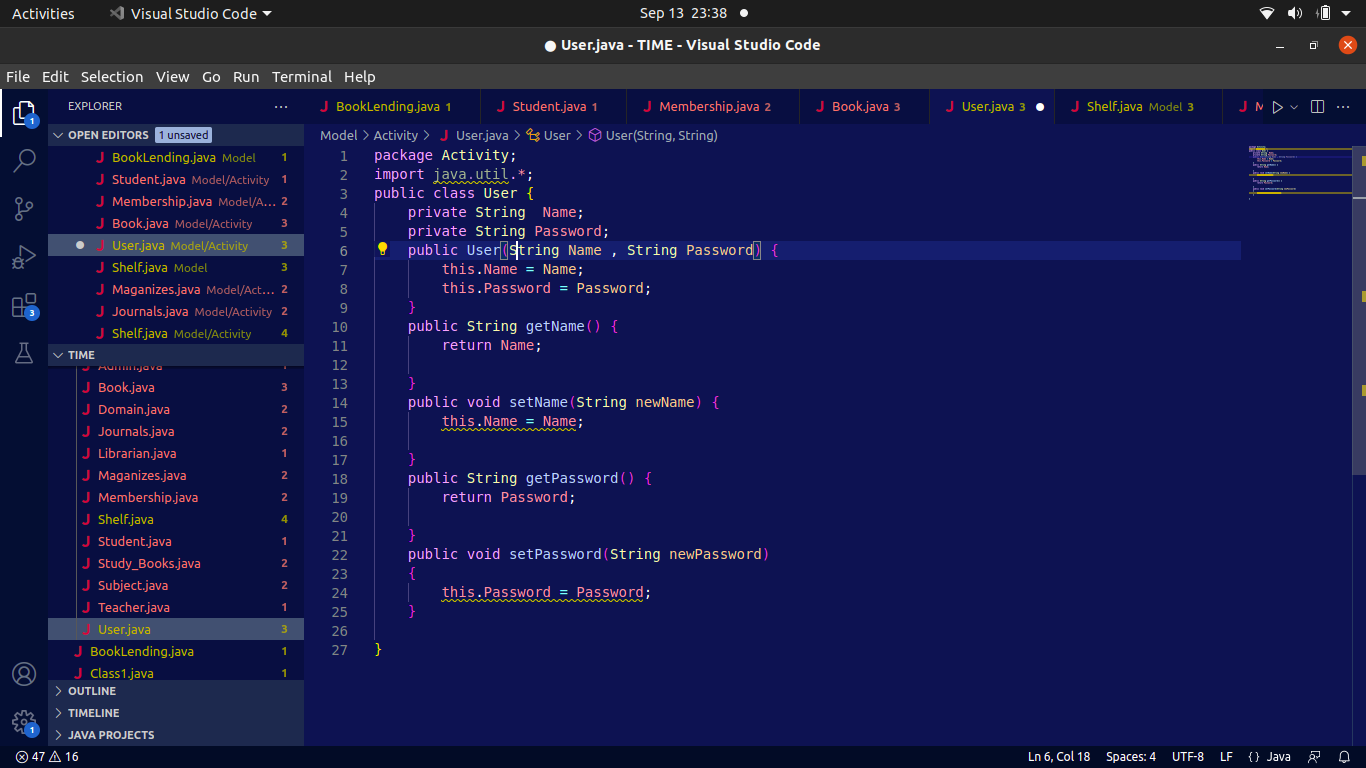 Activities Visual Studio Code Sep 13 23:38
User.java - TIME - Visual Studio Code
File Edit Selection View Go Run Terminal Help
EXPLORER
BookLending.java 1 Student.java 1 Membership.java 2 Book.java 3 User.java 3 Shelf.java Model 3 M
OPEN EDITORS 1 unsaved
BookLending.java Model 1
Student.java Model/Activity 1
Membership.java Model/A... 2
Book.java Model/Activity 3
User.java Model/Activity 3
Shelf.java Model 3
Maganizes.java Model/Act... 2
Journals.java Model/Activity 2
Shelf.java Model/Activity 4
TIME
Admin.java 1
Book.java 3
Domain.java 2
Journals.java 2
Librarian.java 1
Maganizes.java 2
Membership.java 2
Shelf.java 4
Student.java 1
Study_Books.java 2
Subject.java 2
Teacher.java 1
User.java 3
BookLending.java 1
Class1.java 1
OUTLINE
TIMELINE
JAVA PROJECTS
1
3
1
Model > Activity > User.java > User > User(String, String)
1 package Activity;
2 import java.util.*;
3 public class User {
4 private String  Name;
5 private String Password;
6 public User(String Name , String Password) {
7 this.Name = Name;
8 this.Password = Password;
9 }
10 public String getName() {
11 return Name;
12
13 }
14 public void setName(String newName) {
15 this.Name = Name;
16
17 }
18 public String getPassword() {
19 return Password;
20
21 }
22 public void setPassword(String newPassword)
23 {
24 this.Password = Password;
25 }
26
27 }
47 16 Ln 6, Col 18 Spaces: 4 UTF-8 LF {} Java